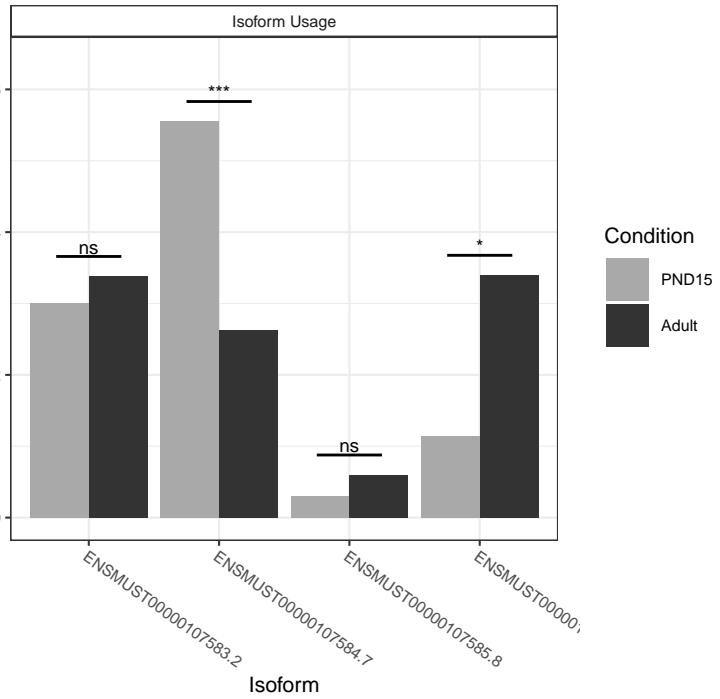 Isoform Usage
***
ns
*
ns
Condition
PND15
Adult
ENSMUST00000107583.2
ENSMUST00000107584.7
ENSMUST00000107585.8
Isoform